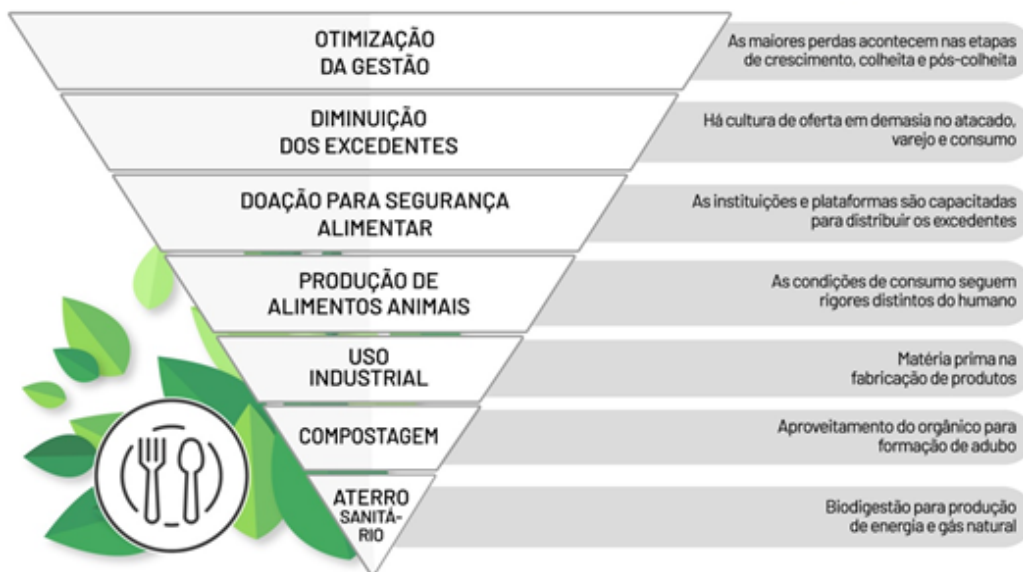 OTIMIZAÇÃO
DA GESTÃO
As maiores perdas acontecem nas etapas
de crescimento, colheita e pós-colheita
DIMINUIÇÃO
DOS EXCEDENTES
Há cultura de oferta em demasia no atacado,
varejo e consumo
DOAÇÃO PARA SEGURANÇA
ALIMENTAR
As instituições e plataformas são capacitadas
para distribuir os excedentes
PRODUÇÃO DE
ALIMENTOS ANIMAIS
As condições de consumo seguem
rigores distintos do humano
USO
INDUSTRIAL
Matéria prima na
fabricação de produtos
COMPOSTAGEM
Aproveitamento do orgânico para
formação de adubo
ATERRO
SANITÁ-
RIO
Biodigestão para produção
de energia e gás natural